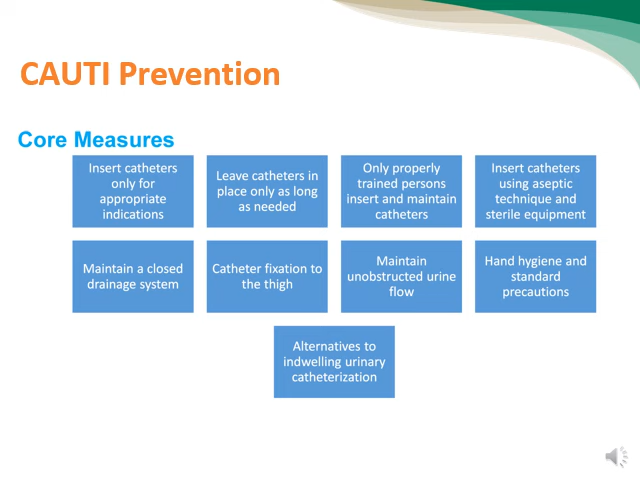 CAUTI Prevention
Core Measures
Insert catheters
only for
appropriate
indications
Leave catheters in
place only as long
as needed
Only properly
trained persons
insert and maintain
catheters
Insert catheters
using aseptic
technique and
sterile equipment
Maintain a closed
drainage system
Catheter fixation to
the thigh
Maintain
unobstructed urine
flow
Hand hygiene and
standard
precautions
Alternatives to
indwelling urinary
catheterization